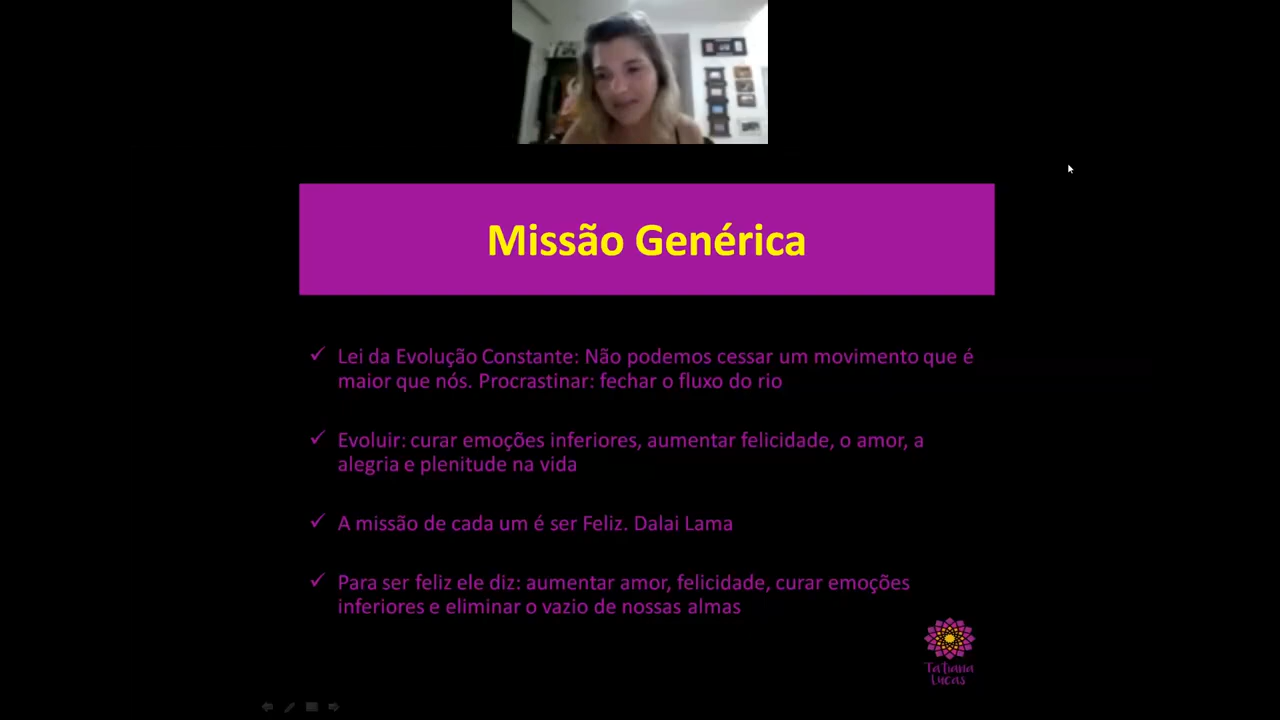 Missão Genérica
✓ Lei da Evolução Constante: Não podemos cessar um movimento que é
maior que nós. Procrastinar: fechar o fluxo do rio
✓ Evoluir: curar emoções inferiores, aumentar felicidade, o amor, a
alegria e plenitude na vida
✓ A missão de cada um é ser Feliz. Dalai Lama
✓ Para ser feliz ele diz: aumentar amor, felicidade, curar emoções
inferiores e eliminar o vazio de nossas almas
Tatiana
Lucas